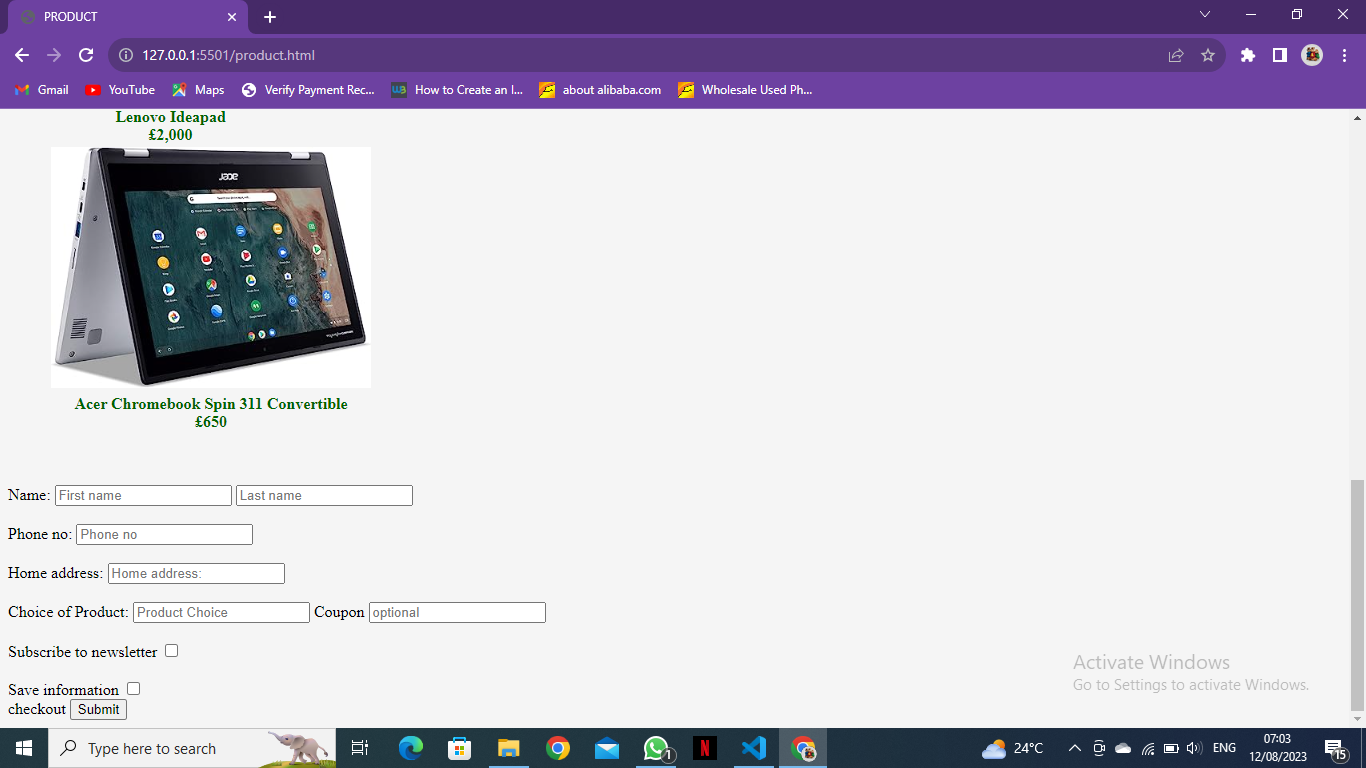 PRODUCT
127.0.0.1:5501/product.html
Gmail YouTube Maps Verify Payment Rec... How to Create an I... about alibaba.com Wholesale Used Ph...
Lenovo Ideapad
£2,000
acer
Acer Chromebook Spin 311 Convertible
£650
Name: First name Last name
Phone no: Phone no
Home address: Home address:
Choice of Product: Product Choice Coupon optional
Subscribe to newsletter
Save information
checkout Submit
Activate Windows
Go to Settings to activate Windows.
Type here to search 1 N 24°C ENG 07:03
12/08/2023 15